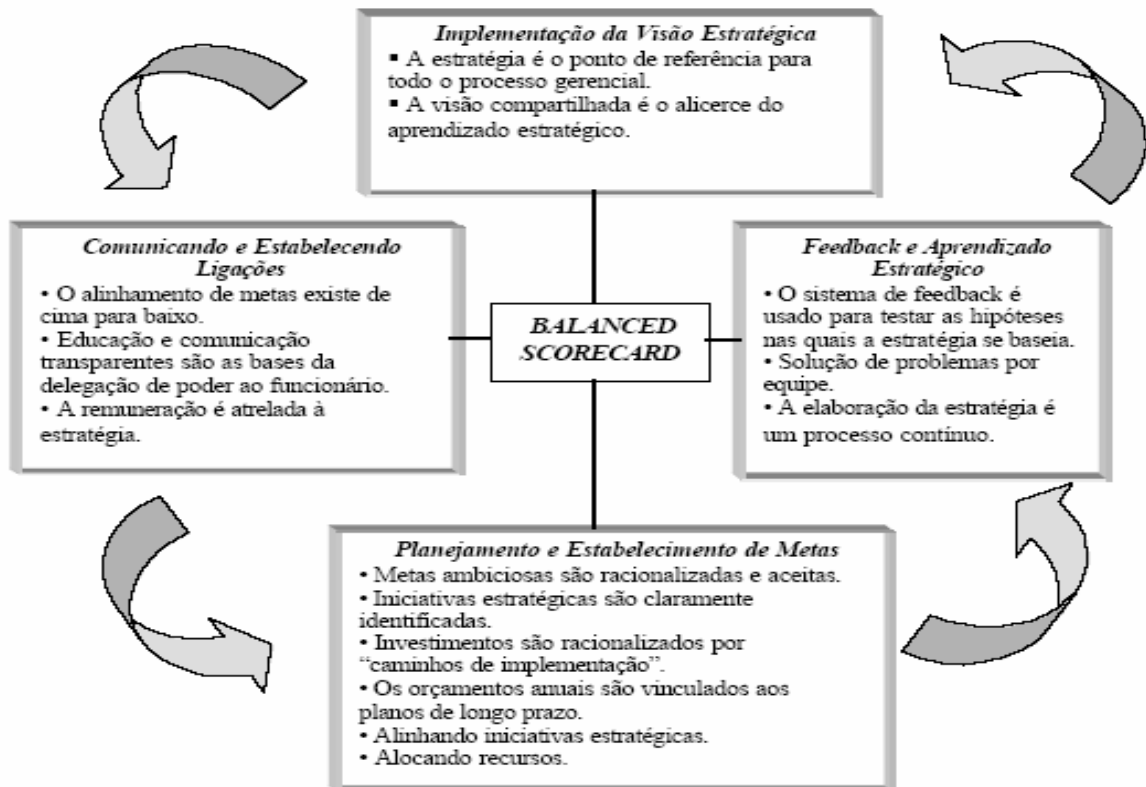 Implementação da Visão Estratégica
▪ A estratégia é o ponto de referência para
todo o processo gerencial.
▪ A visão compartilhada é o alicerce do
aprendizado estratégico.
Comunicando e Estabelecendo
Ligações
• O alinhamento de metas existe de
cima para baixo.
• Educação e comunicação
transparentes são as bases da
delegação de poder ao funcionário.
• A remuneração é atrelada à
estratégia.
BALANCED
SCORECARD
Feedback e Aprendizado
Estratégico
• O sistema de feedback é
usado para testar as hipóteses
nas quais a estratégia se baseia.
• Solução de problemas por
equipe.
• A elaboração da estratégia é
um processo contínuo.
Planejamento e Estabelecimento de Metas
• Metas ambiciosas são racionalizadas e aceitas.
• Iniciativas estratégicas são claramente
identificadas.
• Investimentos são racionalizados por
“caminhos de implementação”.
• Os orçamentos anuais são vinculados aos
planos de longo prazo.
• Alinhando iniciativas estratégicas.
• Alocando recursos.